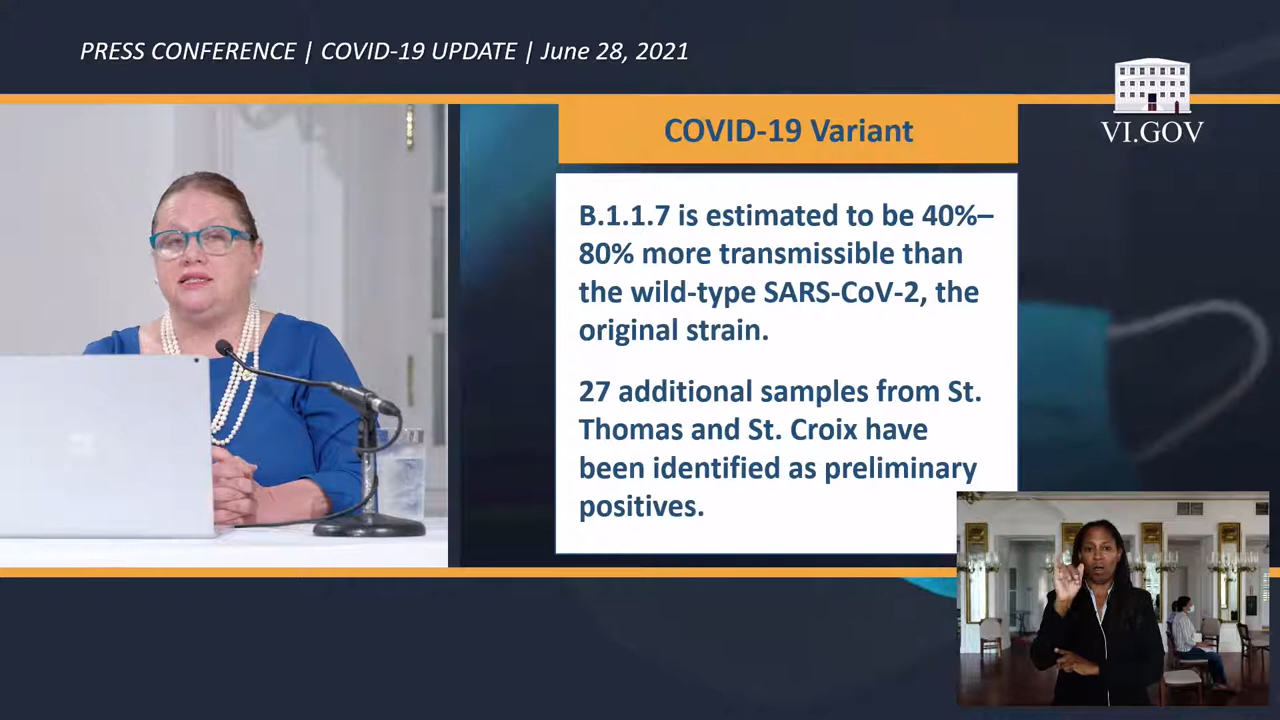 PRESS CONFERENCE | COVID-19 UPDATE | June 28, 2021
VI.GOV
COVID-19 Variant
B.1.1.7 is estimated to be 40%–
80% more transmissible than
the wild-type SARS-CoV-2, the
original strain.
27 additional samples from St.
Thomas and St. Croix have
been identified as preliminary
positives.